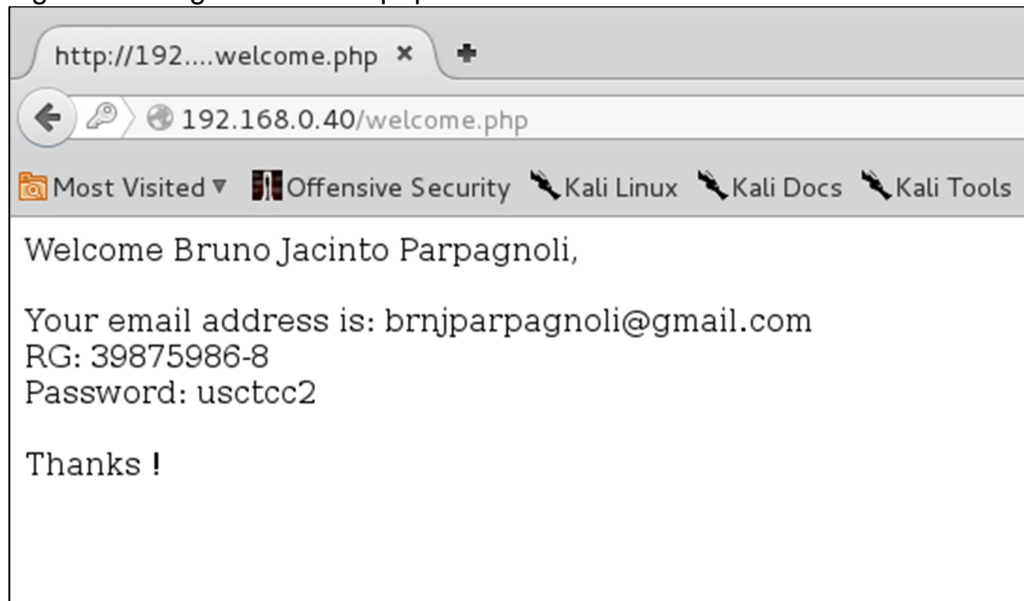 http://192....welcome.php
192.168.0.40/welcome.php
Most Visited Offensive Security Kali Linux Kali Docs Kali Tools
Welcome Bruno Jacinto Parpagnoli,
Your email address is: brnjparpagnoli@gmail.com
RG: 39875986-8
Password: usctcc2
Thanks !